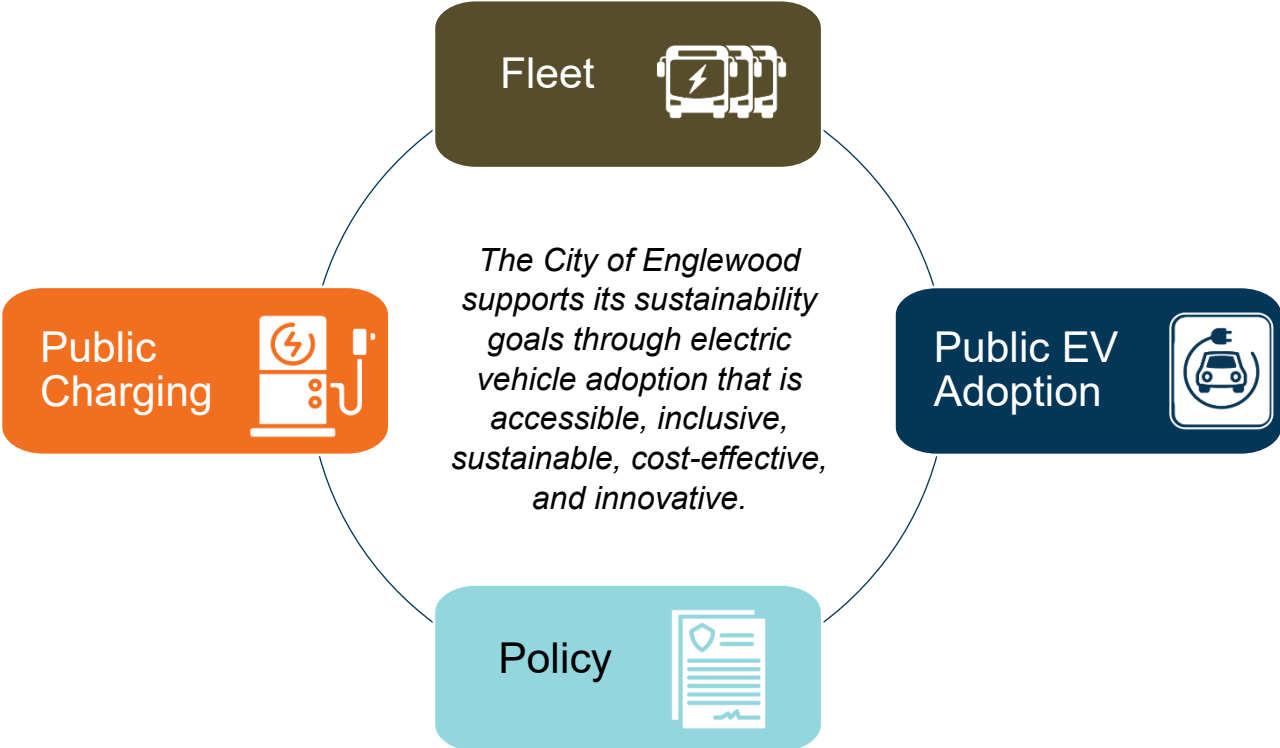 Fleet
The City of Englewood
supports its sustainability
goals through electric
vehicle adoption that is
accessible, inclusive,
sustainable, cost-effective,
and innovative.
Public
Charging
Public EV
Adoption
Policy